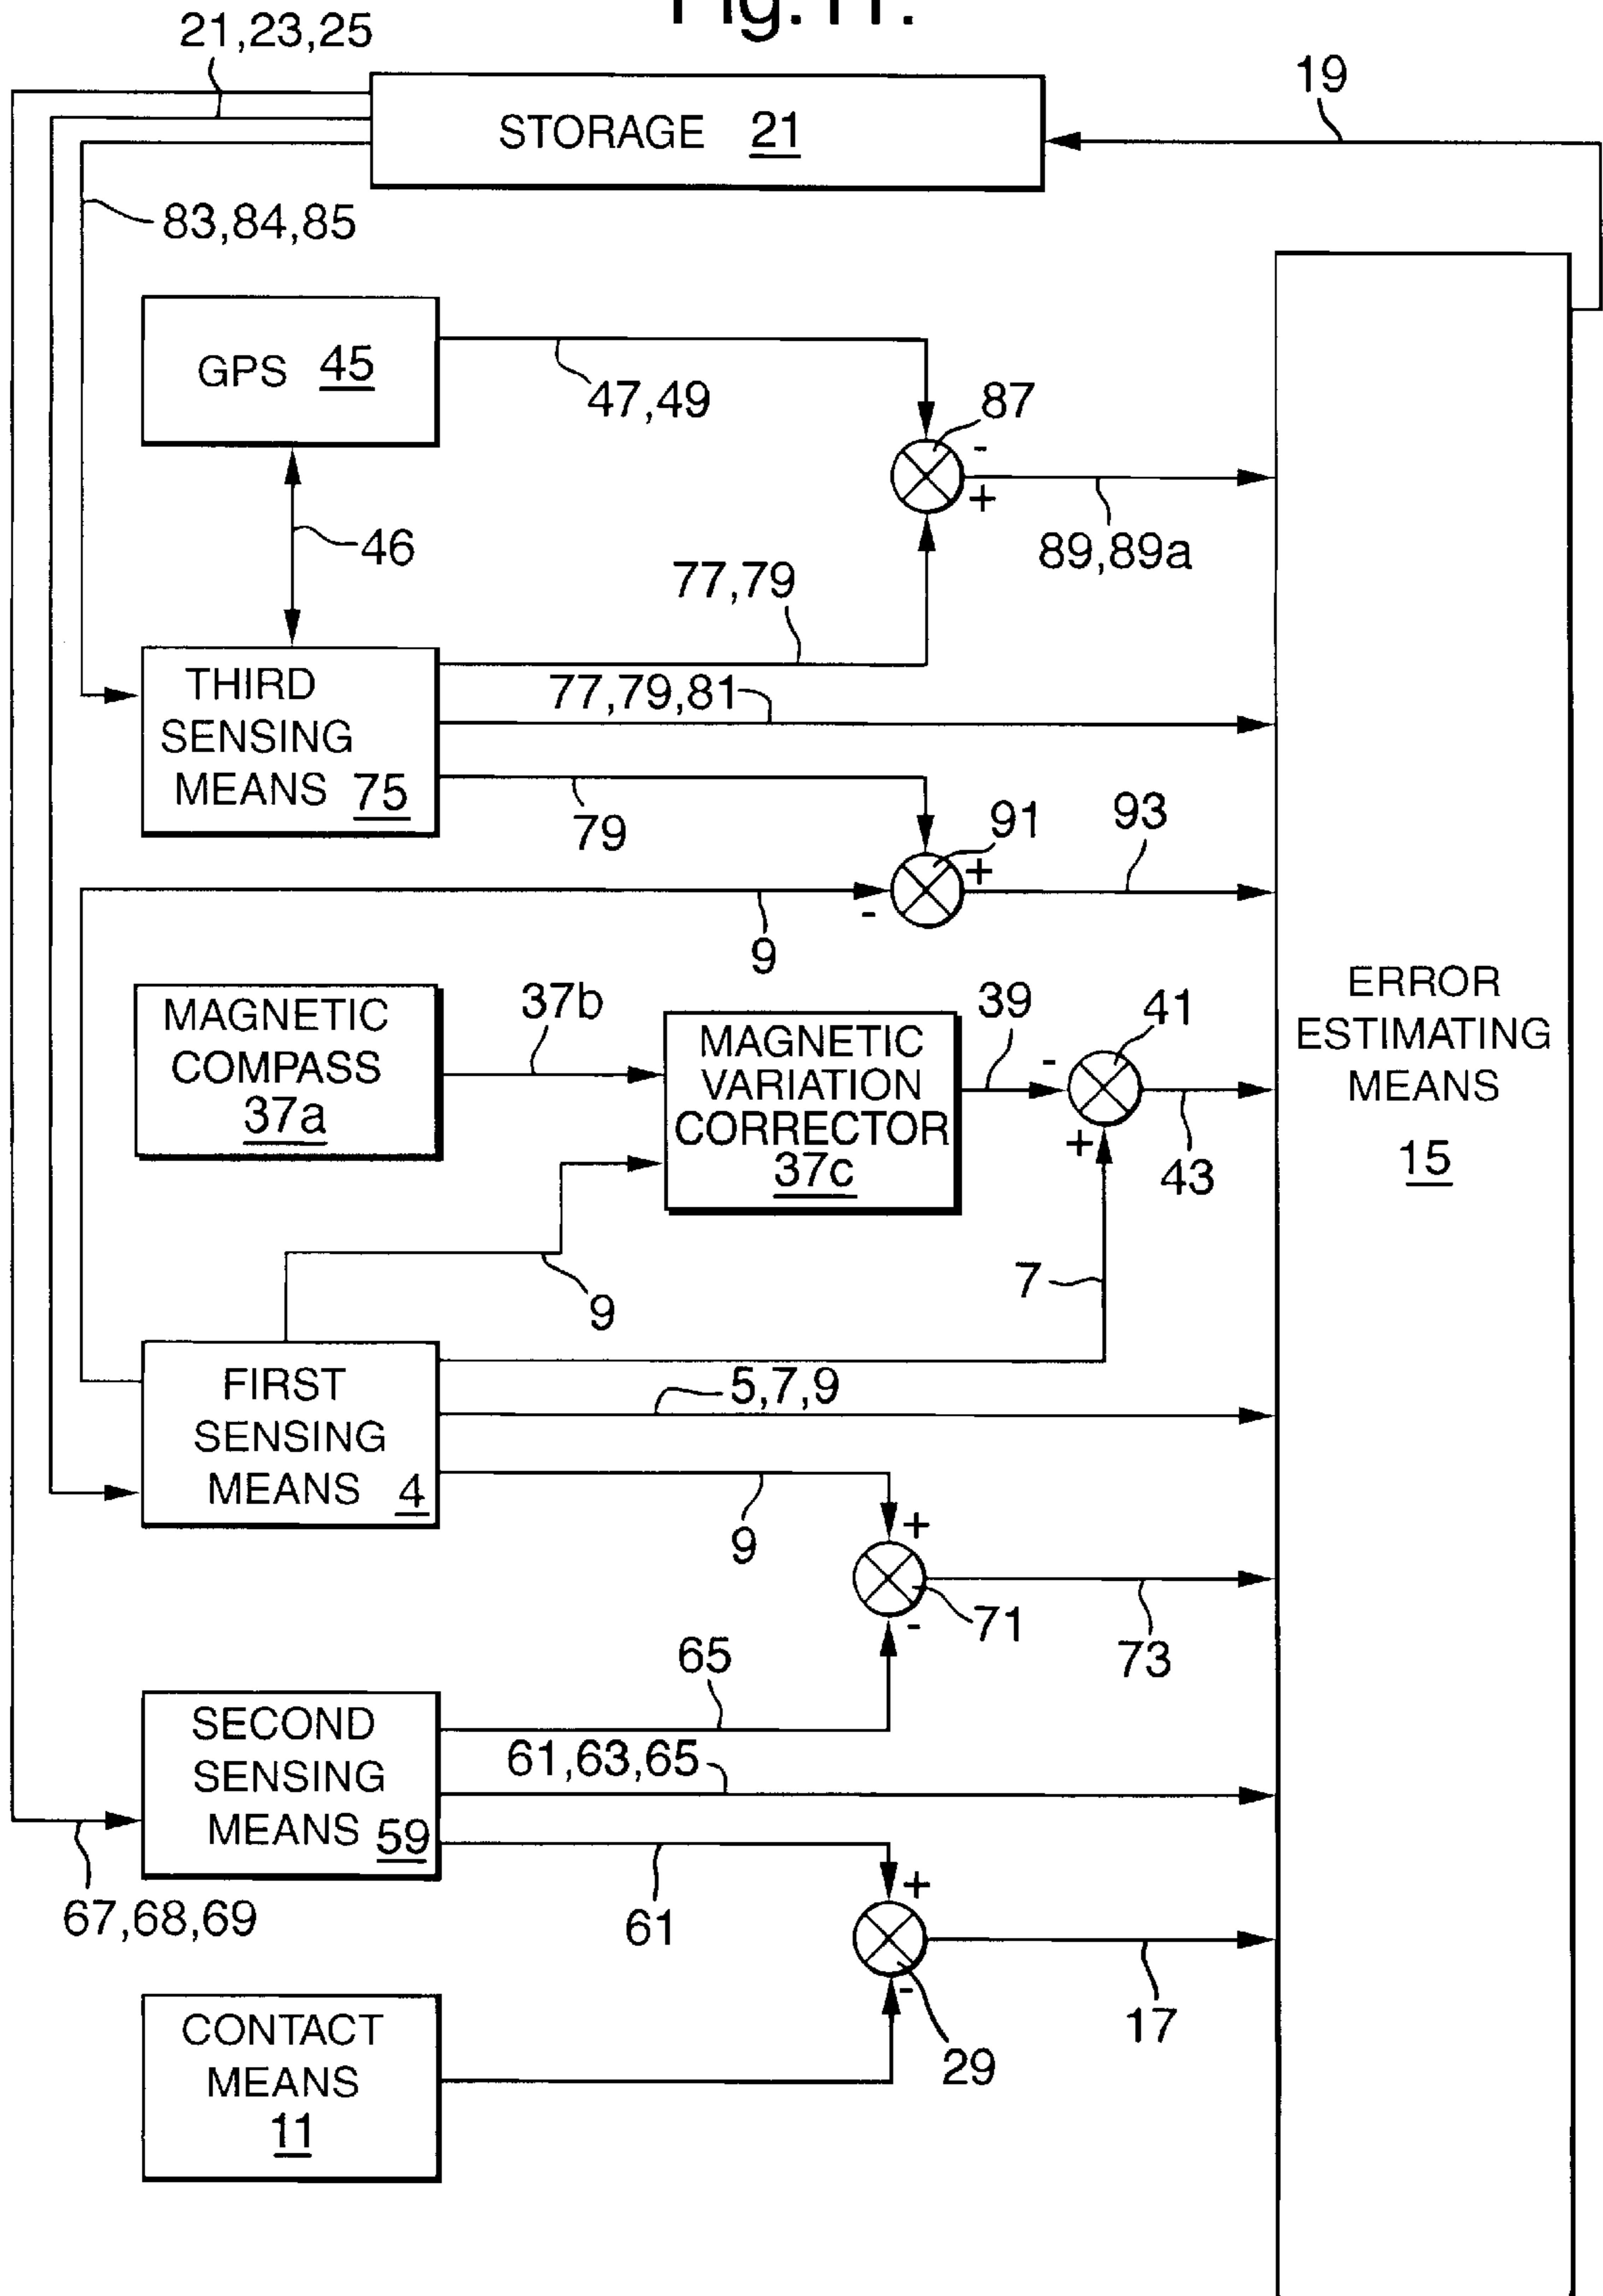 Fig.11.
21,23,25
19
STORAGE 21
83,84,85
GPS 45
47,49
87
-
+
89,89a
46
77,79
THIRD
SENSING
MEANS 75
77,79,81
79
91
93
+
-
9
MAGNETIC
COMPASS
37a
37b
MAGNETIC
VARIATION
CORRECTOR
37c
39
41
-
+
43
ERROR
ESTIMATING
MEANS
15
9
7
FIRST
SENSING
MEANS 4
5,7,9
9
+
-
71
73
65
SECOND
SENSING
MEANS 59
61,63,65
67,68,69
61
+
-
29
17
CONTACT
MEANS
11